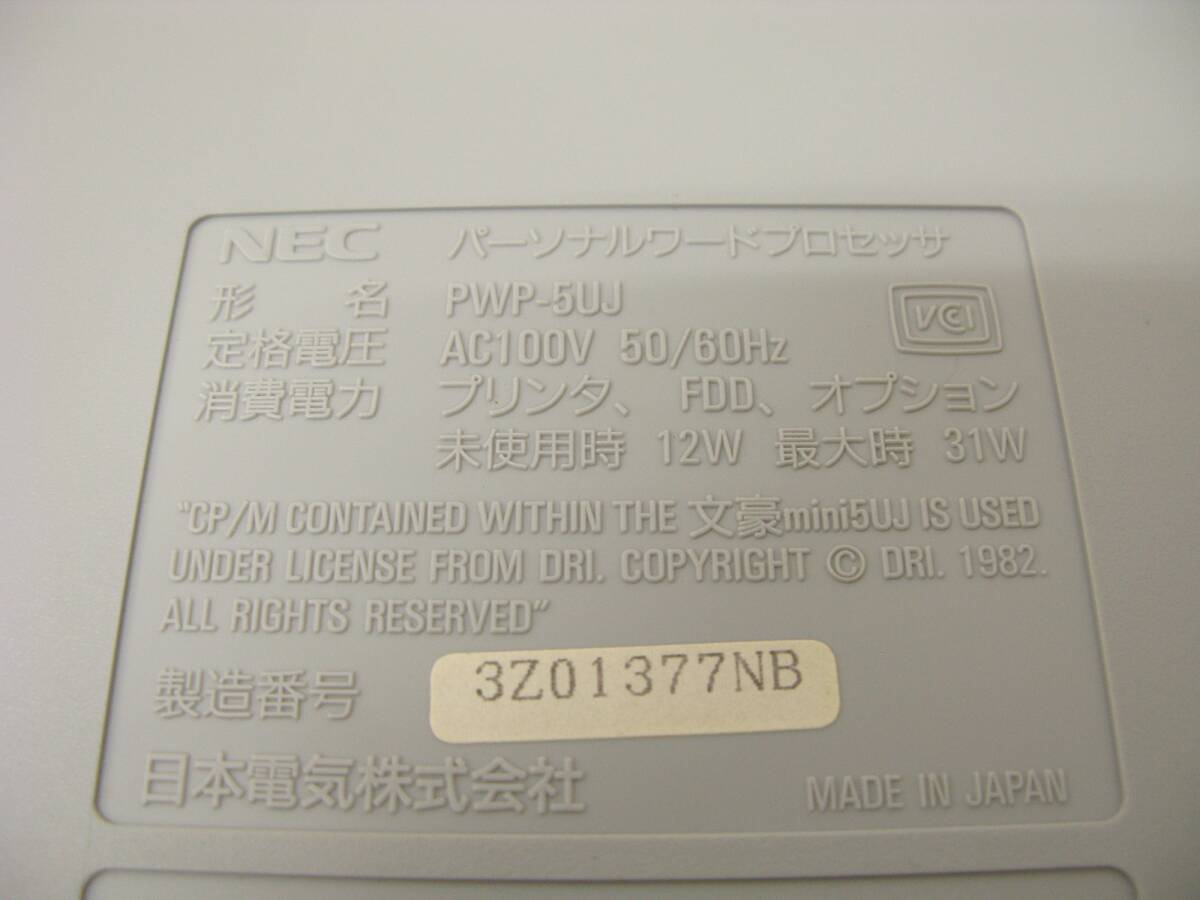 NEC パーソナルワードプロセッサ
形名 PWP-5UJ
VCCI
定格電圧 AC100V 50/60Hz
消費電力 プリンタ、FDD、オプション
未使用時 12W 最大時 31W
"CP/M CONTAINED WITHIN THE 文豪mini5UJ IS USED
UNDER LICENSE FROM DRI. COPYRIGHT © DRI. 1982.
ALL RIGHTS RESERVED"
製造番号 3Z01377NB
日本電気株式会社 MADE IN JAPAN